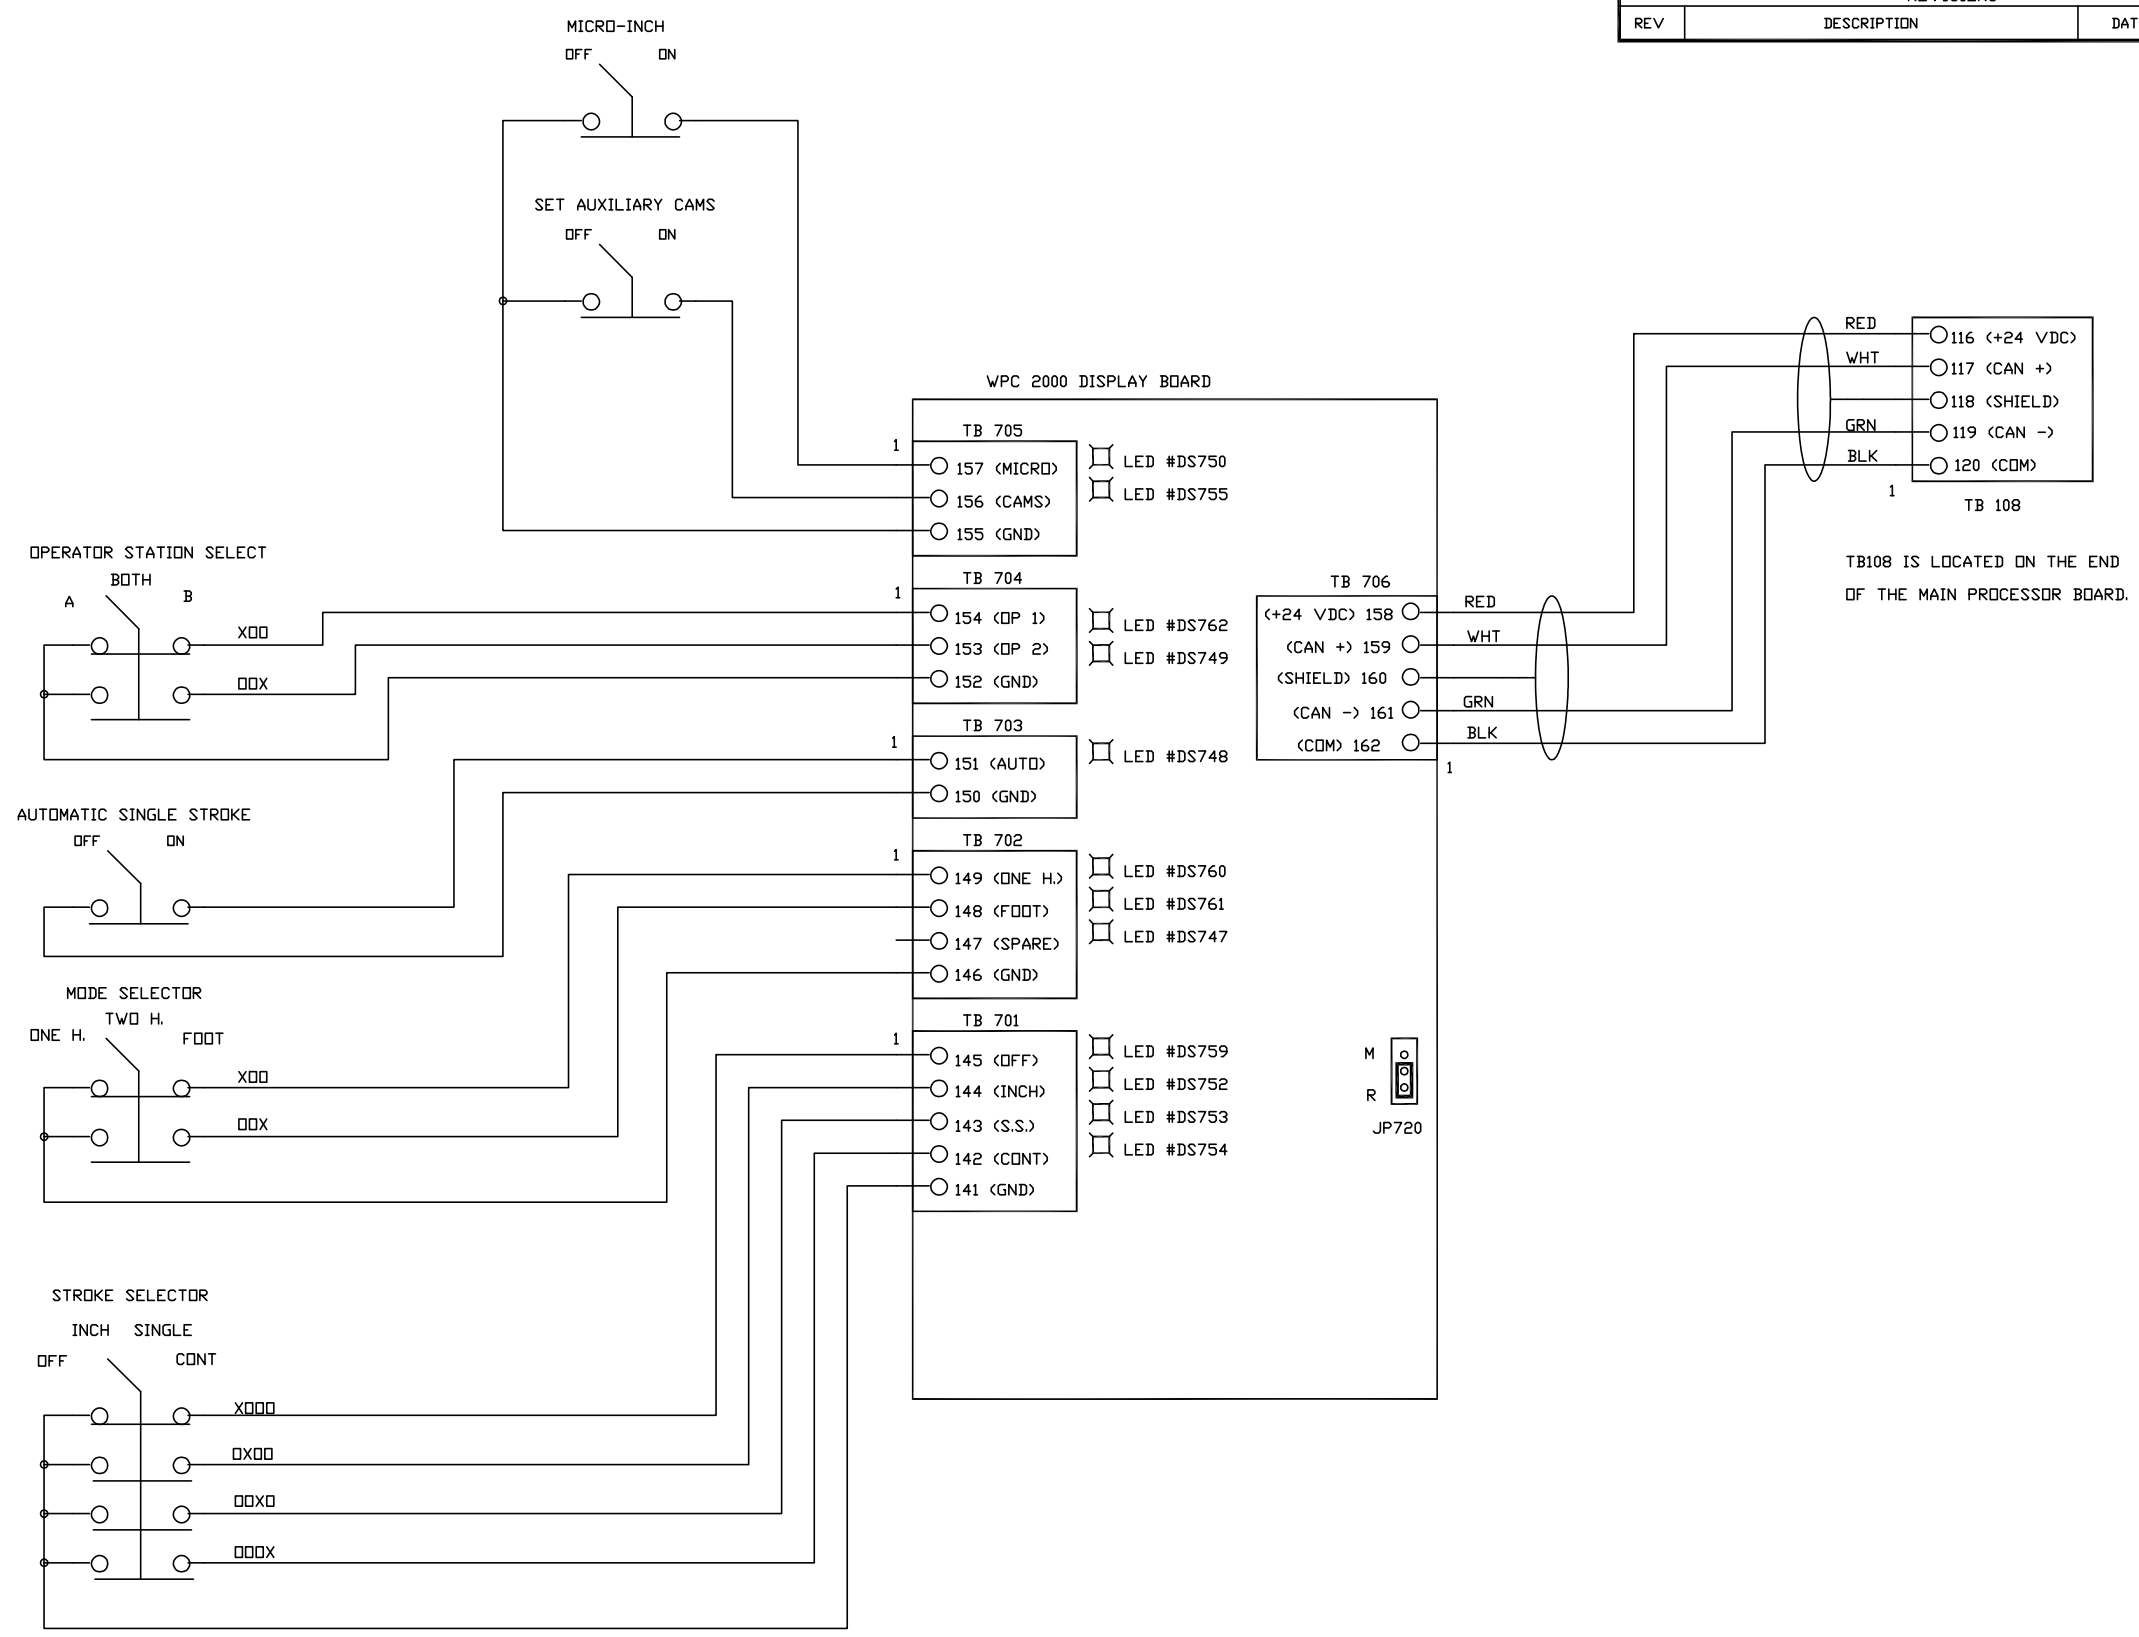 REV DESCRIPTION
MICRO-INCH
OFF ON
SET AUXILIARY CAMS
OFF ON
WPC 2000 DISPLAY BOARD
TB 705
1
157 (MICRO) LED #DS750
156 (CAMS) LED #DS755
155 (GND)
OPERATOR STATION SELECT
BOTH
A B
XOO
OOX
TB 704
1
154 (OP 1) LED #DS762
153 (OP 2) LED #DS749
152 (GND)
TB 703
1
151 (AUTO) LED #DS748
150 (GND)
AUTOMATIC SINGLE STROKE
OFF ON
TB 702
1
149 (ONE H.) LED #DS760
148 (FOOT) LED #DS761
147 (SPARE) LED #DS747
146 (GND)
MODE SELECTOR
TWO H.
ONE H. FOOT
XOO
OOX
TB 701
1
145 (OFF) LED #DS759
144 (INCH) LED #DS752
143 (S.S.) LED #DS753
142 (CONT) LED #DS754
141 (GND)
STROKE SELECTOR
INCH SINGLE
OFF CONT
XOOO
OXOO
OOXO
OOOX
TB 706
(+24 VDC) 158 RED
(CAN +) 159 WHT
(SHIELD) 160
(CAN -) 161 GRN
(COM) 162 BLK
1
M
R
JP720
RED 116 (+24 VDC)
WHT 117 (CAN +)
118 (SHIELD)
GRN 119 (CAN -)
BLK 120 (COM)
1
TB 108
TB108 IS LOCATED ON THE END
OF THE MAIN PROCESSOR BOARD.